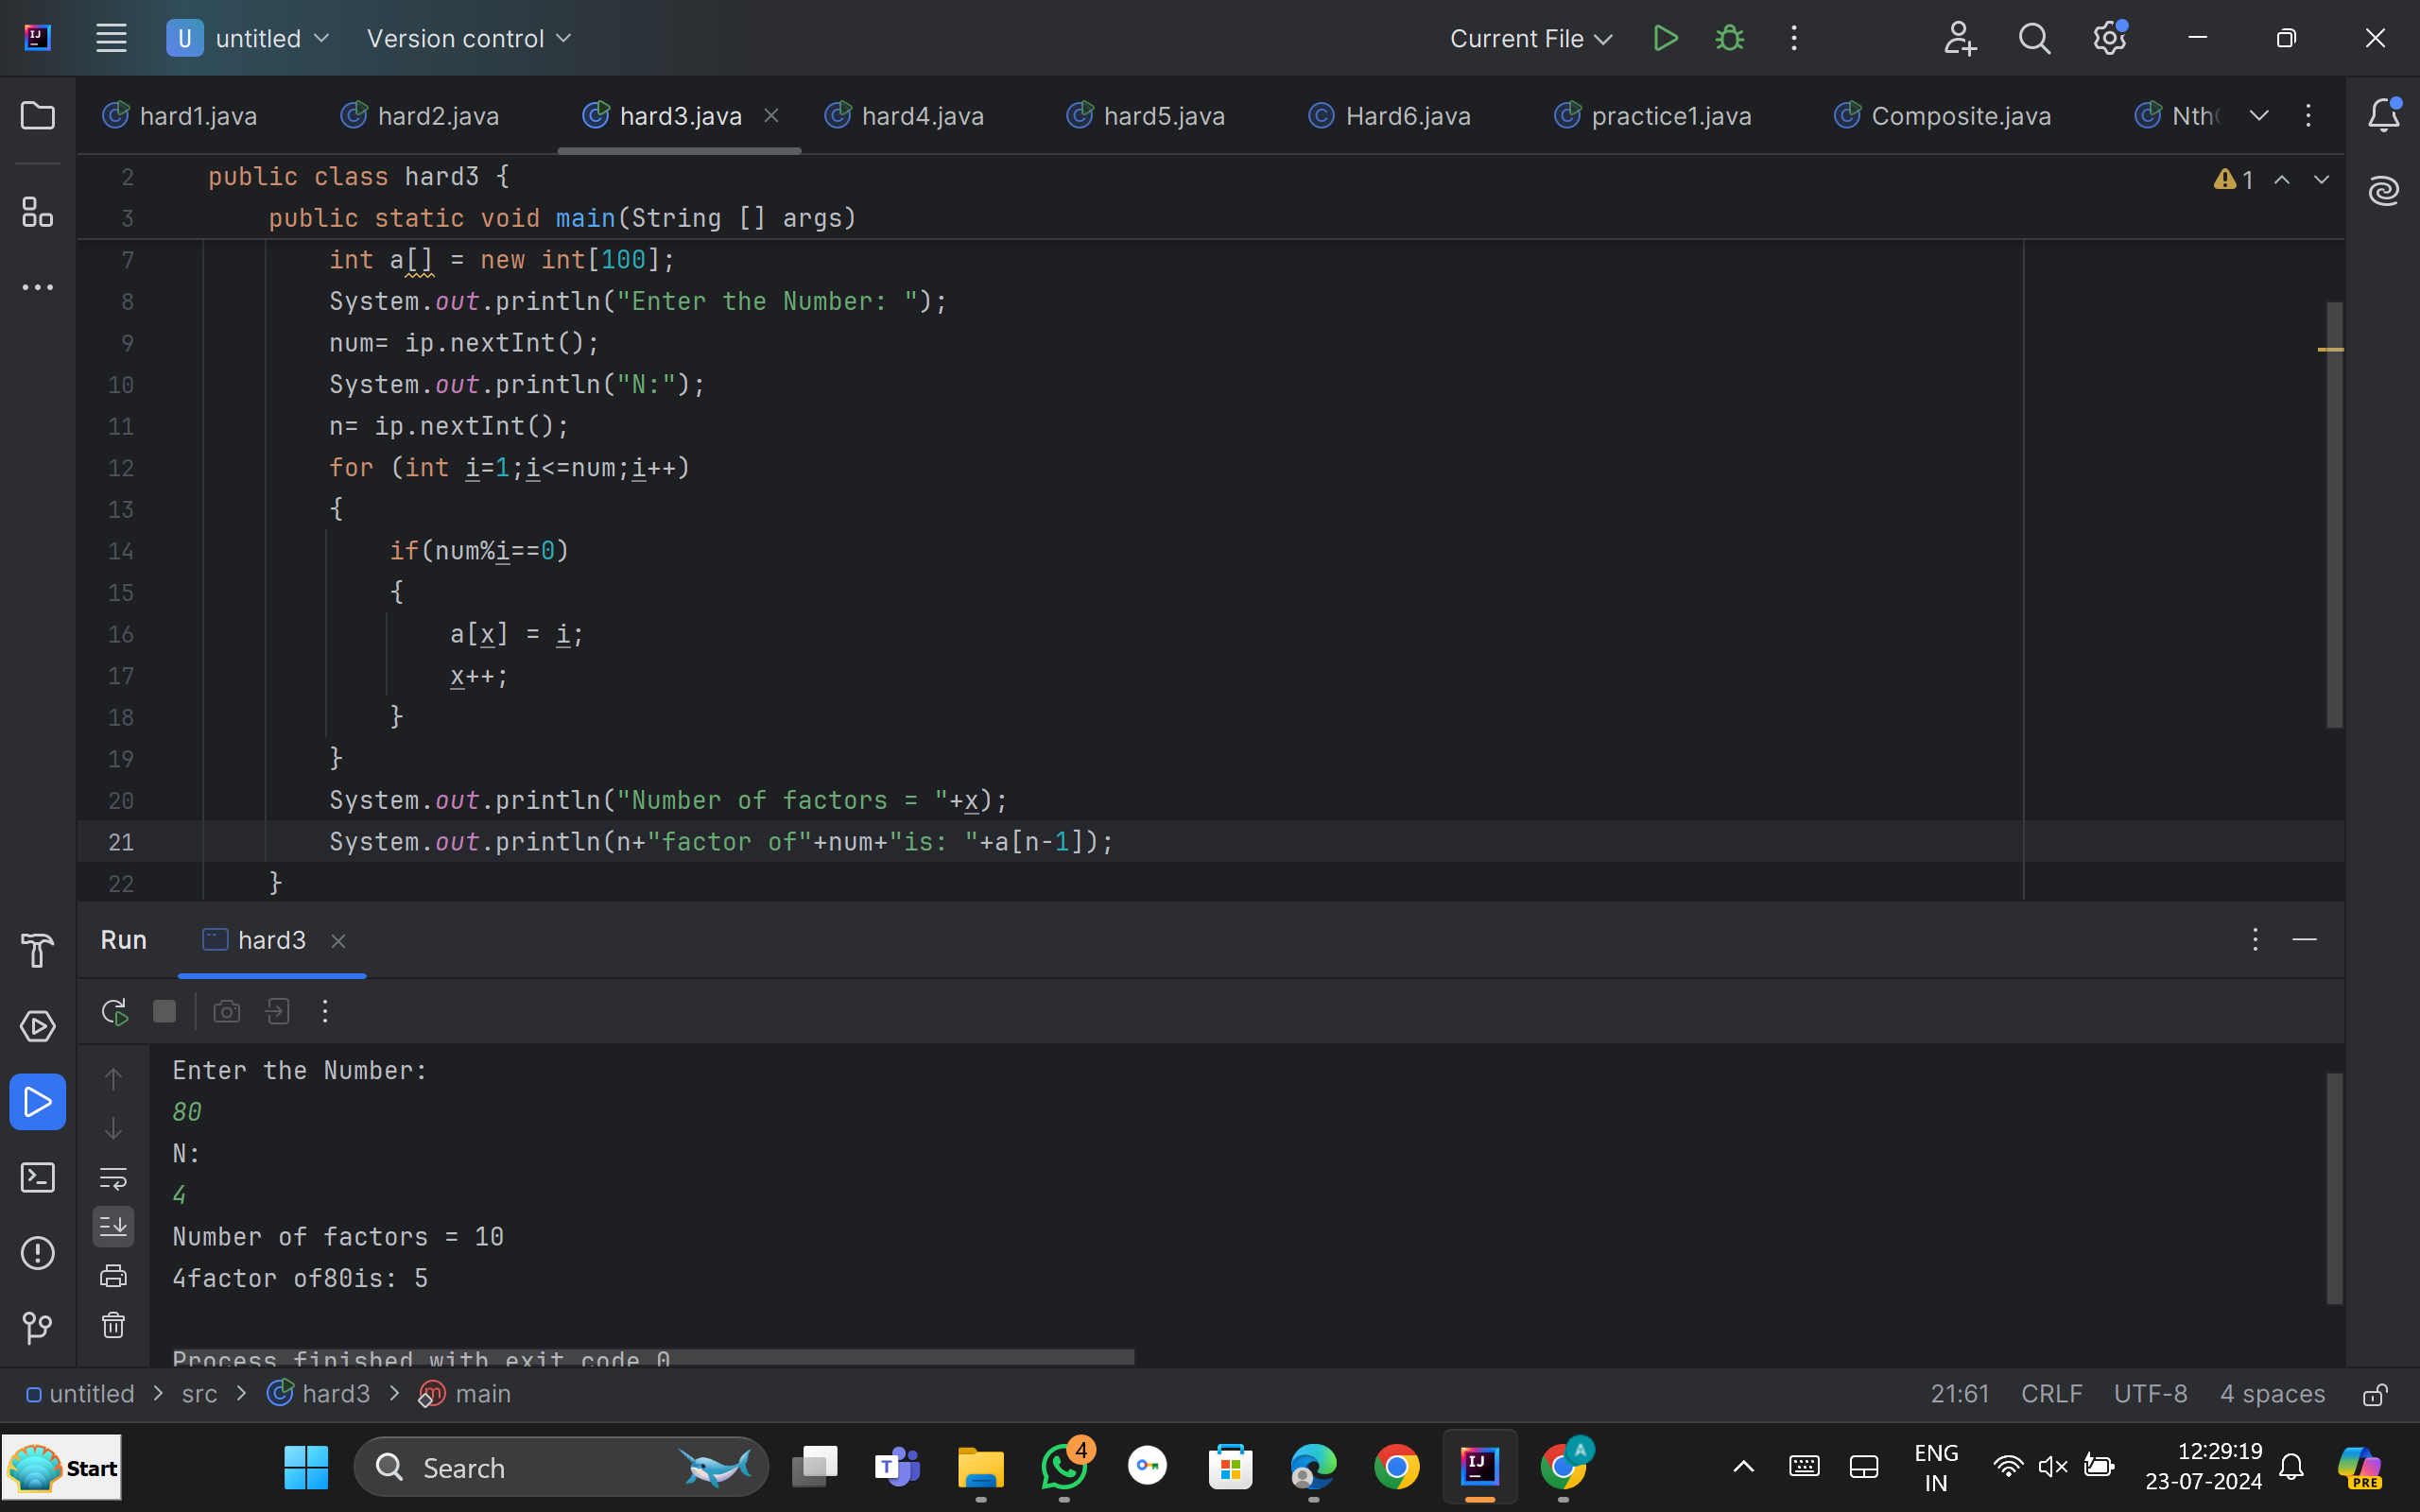 U untitled Version control Current File
hard1.java hard2.java hard3.java hard4.java hard5.java Hard6.java practice1.java Composite.java Nth
2 public class hard3 { 1
3 public static void main(String [] args)
7 int a[] = new int[100];
8 System.out.println("Enter the Number: ");
9 num= ip.nextInt();
10 System.out.println("N:");
11 n= ip.nextInt();
12 for (int i=1;i<=num;i++)
13 {
14 if(num%i==0)
15 {
16 a[x] = i;
17 x++;
18 }
19 }
20 System.out.println("Number of factors = "+x);
21 System.out.println(n+"factor of"+num+"is: "+a[n-1]);
22 }
Run hard3
Enter the Number:
80
N:
4
Number of factors = 10
4factor of80is: 5
Process finished with exit code 0
untitled > src > hard3 > main 21:61 CRLF UTF-8 4 spaces
Start Search 4 A ENG 12:29:19
IN 23-07-2024 PRE